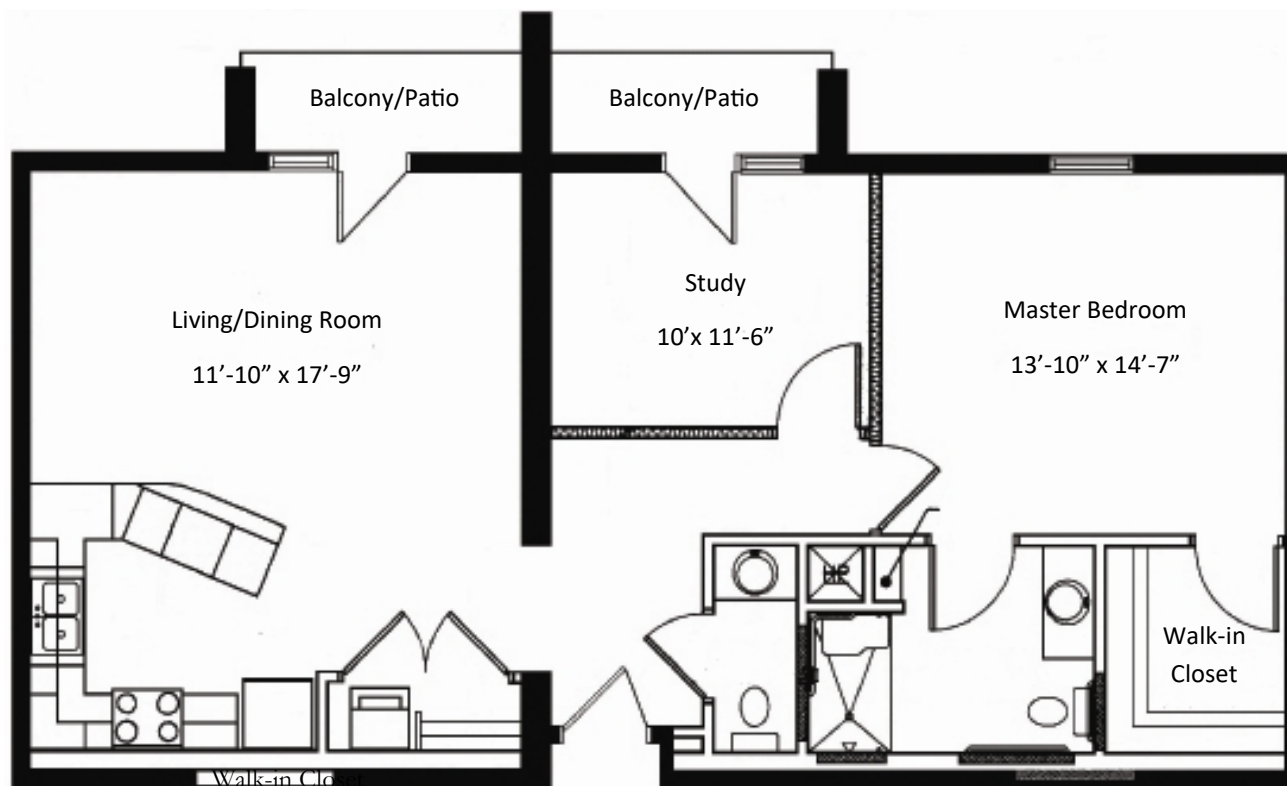 Balcony/Patio
Balcony/Patio
Living/Dining Room
11’-10” x 17’-9”
Study
10’x 11’-6”
Master Bedroom
13’-10” x 14’-7”
Walk-in
Closet
Walk-in Closet